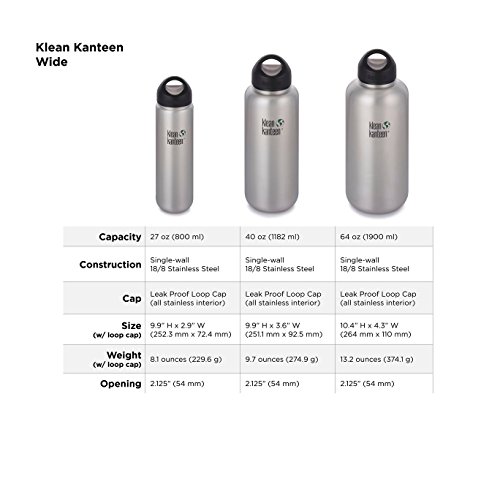 Klean Kanteen
Wide
klean
kanteen
klean
kanteen
klean
kanteen
Capacity 27 oz (800 ml) 40 oz (1182 ml) 64 oz (1900 ml)
Construction Single-wall Single-wall Single-wall
18/8 Stainless Steel 18/8 Stainless Steel 18/8 Stainless Steel
Cap Leak Proof Loop Cap Leak Proof Loop Cap Leak Proof Loop Cap
(all stainless interior) (all stainless interior) (all stainless interior)
Size 9.9" H x 2.9" W 9.9" H x 3.6" W 10.4" H x 4.3" W
(w/ loop cap) (252.3 mm x 72.4 mm) (251.1 mm x 92.5 mm) (264 mm x 110 mm)
Weight 8.1 ounces (229.6 g) 9.7 ounces (274.9 g) 13.2 ounces (374.1 g)
(w/ loop cap)
Opening 2.125" (54 mm) 2.125" (54 mm) 2.125" (54 mm)